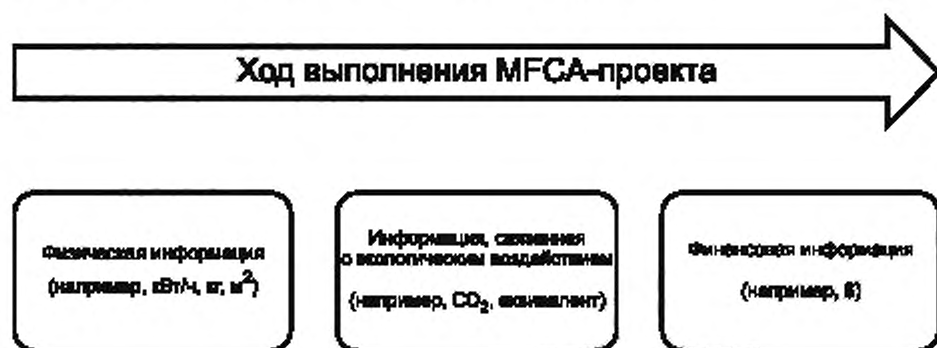 Ход выполнения MFCA-проекта
Физическая информация
(например, кВт/ч, кг, м²)
Информация, связанная
с экологическим воздействием
(например, CO₂, эквивалент)
Финансовая информация
(например, $)